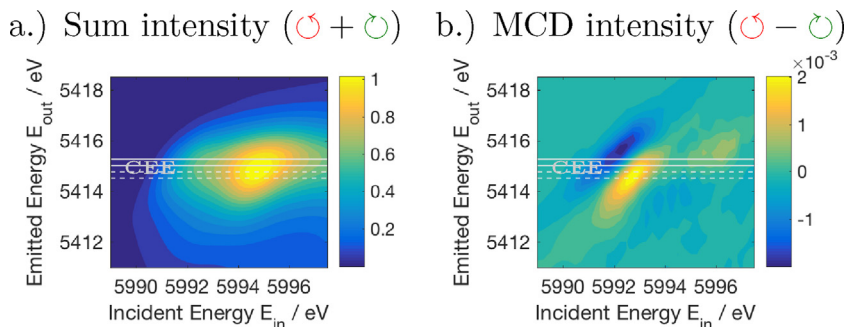 a.) Sum intensity (↺ + ↻)
b.) MCD intensity (↺ − ↻)
Emitted Energy E_out / eV
5418
5416
5414
5412
CEE
5990 5992 5994 5996
Incident Energy E_in / eV
1
0.8
0.6
0.4
0.2
Emitted Energy E_out / eV
5418
5416
5414
5412
CEE
5990 5992 5994 5996
Incident Energy E_in / eV
×10^-3
2
1
0
-1